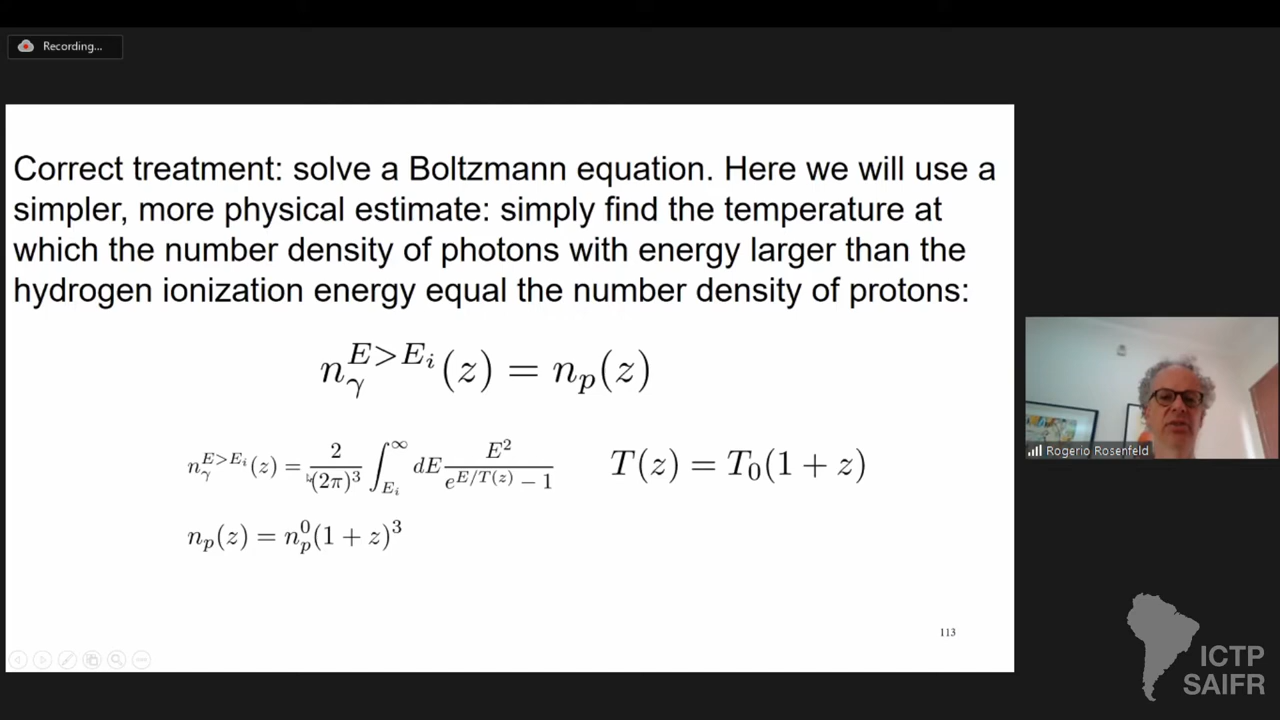 Recording...
Correct treatment: solve a Boltzmann equation. Here we will use a
simpler, more physical estimate: simply find the temperature at
which the number density of photons with energy larger than the
hydrogen ionization energy equal the number density of protons:
n_γ^{E>E_i}(z) = n_p(z)
n_γ^{E>E_i}(z) = \frac{2}{(2π)^3} ∫_{E_i}^{∞} dE \frac{E^2}{e^{E/T(z)} − 1}
T(z) = T_0(1 + z)
n_p(z) = n_p^0(1 + z)^3
113
Rogerio Rosenfeld
ICTP
SAIFR